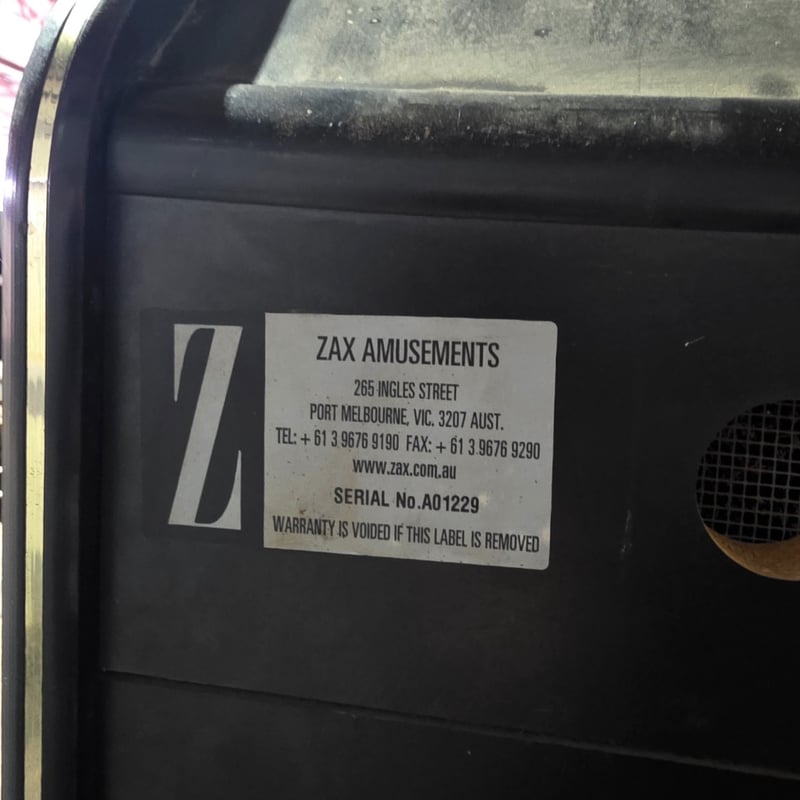 Z
ZAX AMUSEMENTS
265 INGLES STREET
PORT MELBOURNE, VIC. 3207 AUST.
TEL: + 61 3 9676 9190 FAX: + 61 3 9676 9290
www.zax.com.au
SERIAL No.A01229
WARRANTY IS VOIDED IF THIS LABEL IS REMOVED